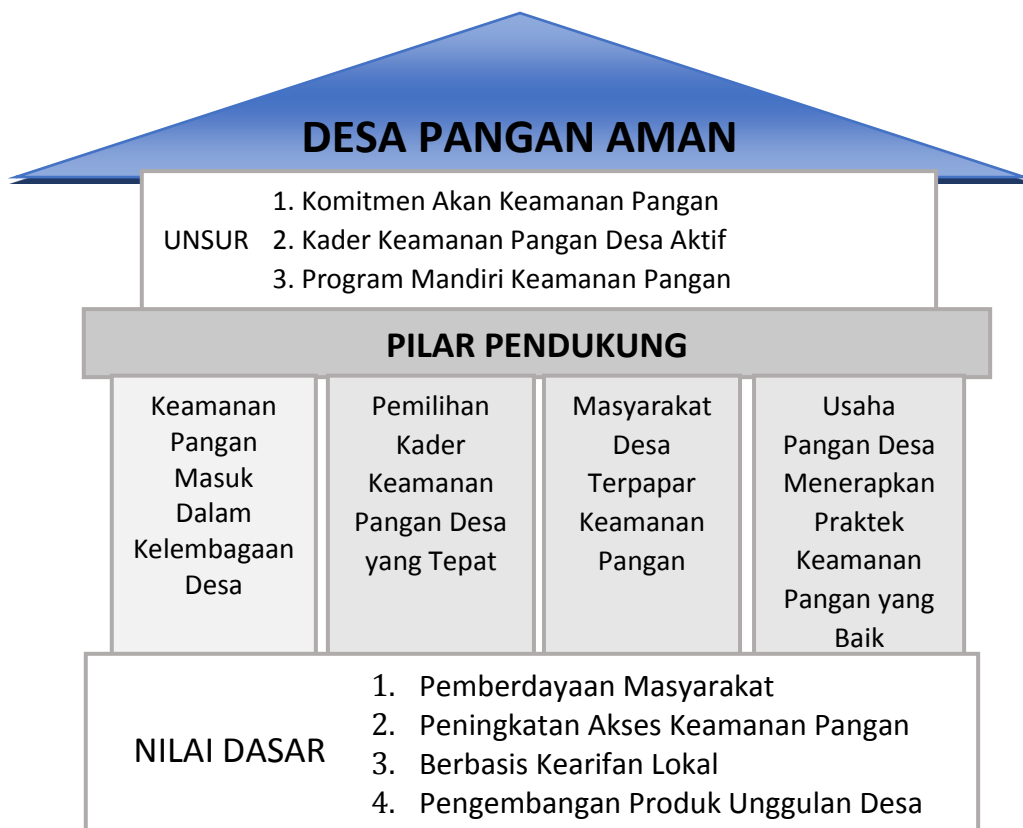 DESA PANGAN AMAN
UNSUR
1. Komitmen Akan Keamanan Pangan
2. Kader Keamanan Pangan Desa Aktif
3. Program Mandiri Keamanan Pangan
PILAR PENDUKUNG
Keamanan
Pangan
Masuk
Dalam
Kelembagaan
Desa
Pemilihan
Kader
Keamanan
Pangan Desa
yang Tepat
Masyarakat
Desa
Terpapar
Keamanan
Pangan
Usaha
Pangan Desa
Menerapkan
Praktek
Keamanan
Pangan yang
Baik
NILAI DASAR
1. Pemberdayaan Masyarakat
2. Peningkatan Akses Keamanan Pangan
3. Berbasis Kearifan Lokal
4. Pengembangan Produk Unggulan Desa